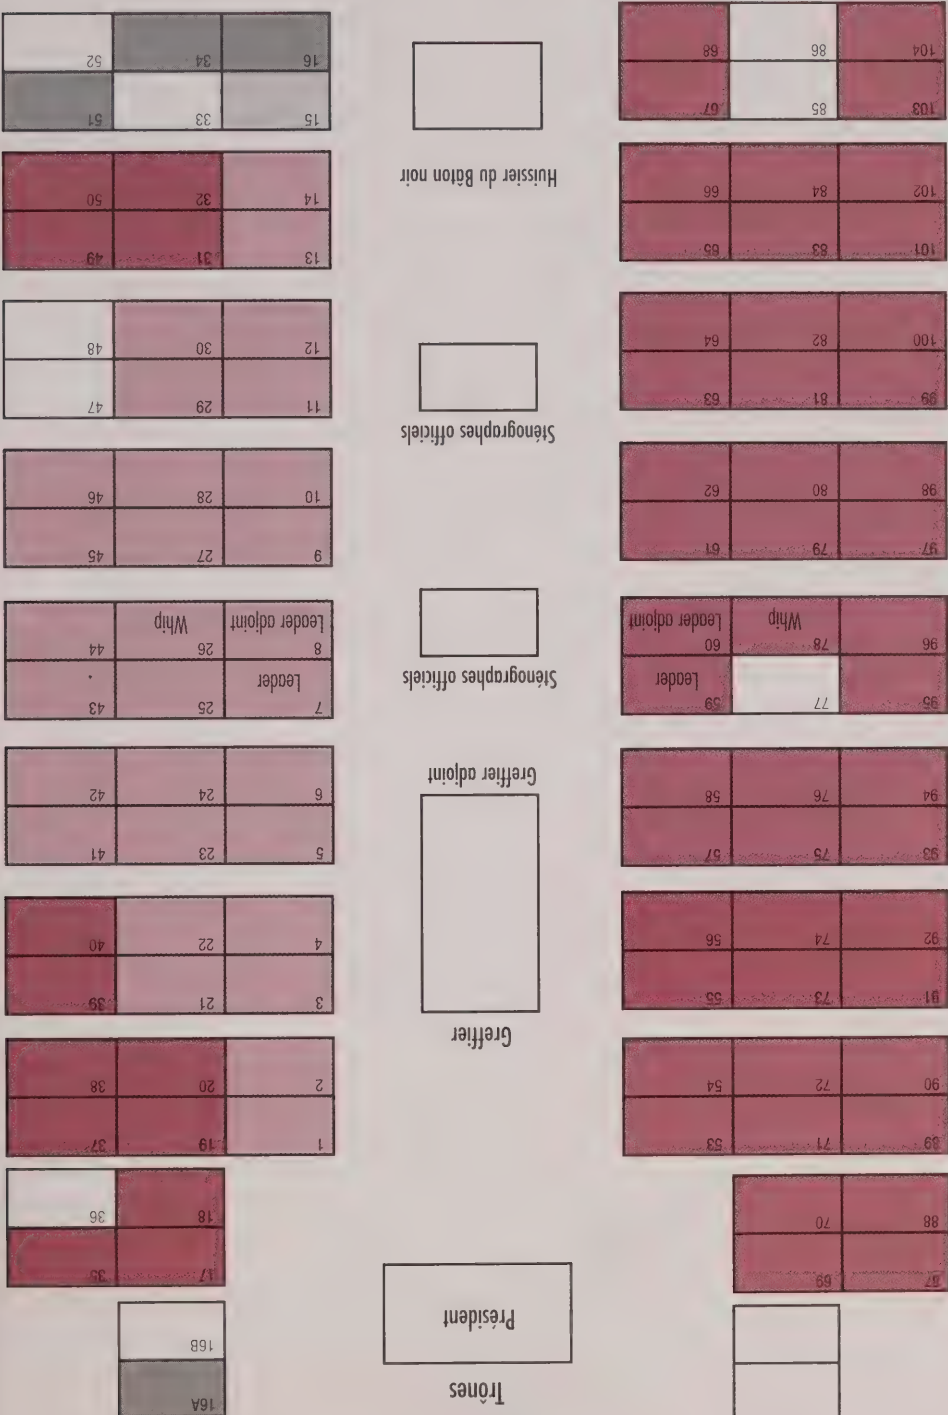 Trônes
16A
Président
16B
87 69
17 35
88 70
18 36
89 71 53
1 19 37
90 72 54
2 20 38
Greffier
91 73 55
3 21 39
92 74 56
4 22 40
93 75 57
5 23 41
94 76 58
6 24 42
Greffier adjoint
95 77 59
Leader
7 25 43
Leader
96 78 60
Whip Leader adjoint
8 26 44
Leader adjoint Whip
Sténographes officiels
97 79 61
9 27 45
98 80 62
10 28 46
Sténographes officiels
99 81 63
11 29 47
100 82 64
12 30 48
101 83 65
13 31 49
102 84 66
14 32 50
Huissier du Bâton noir
103 85 67
15 33 51
104 86 68
16 34 52